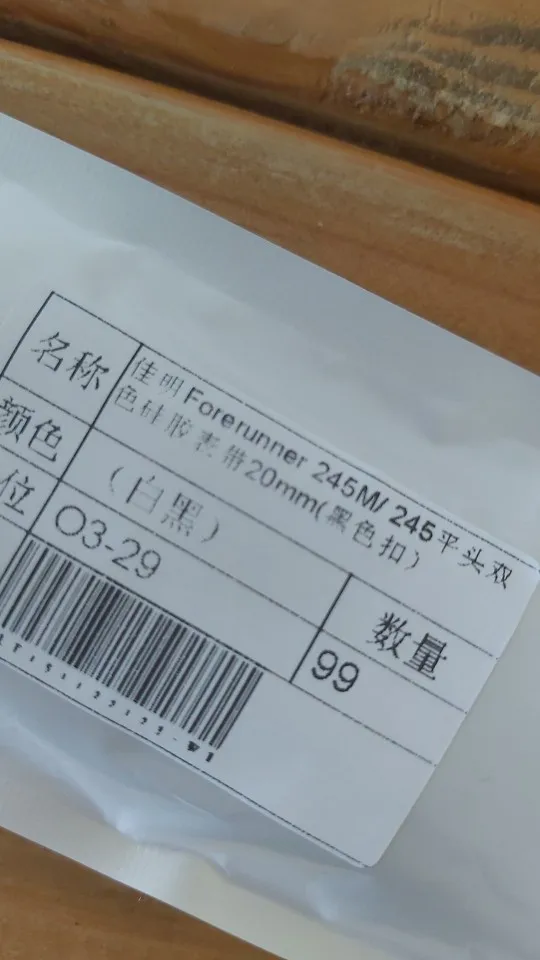 名称
佳明Forerunner 245M/ 245平头双
色硅胶表带20mm(黑色扣)
颜色
(白黑)
位
O3-29
数量
99